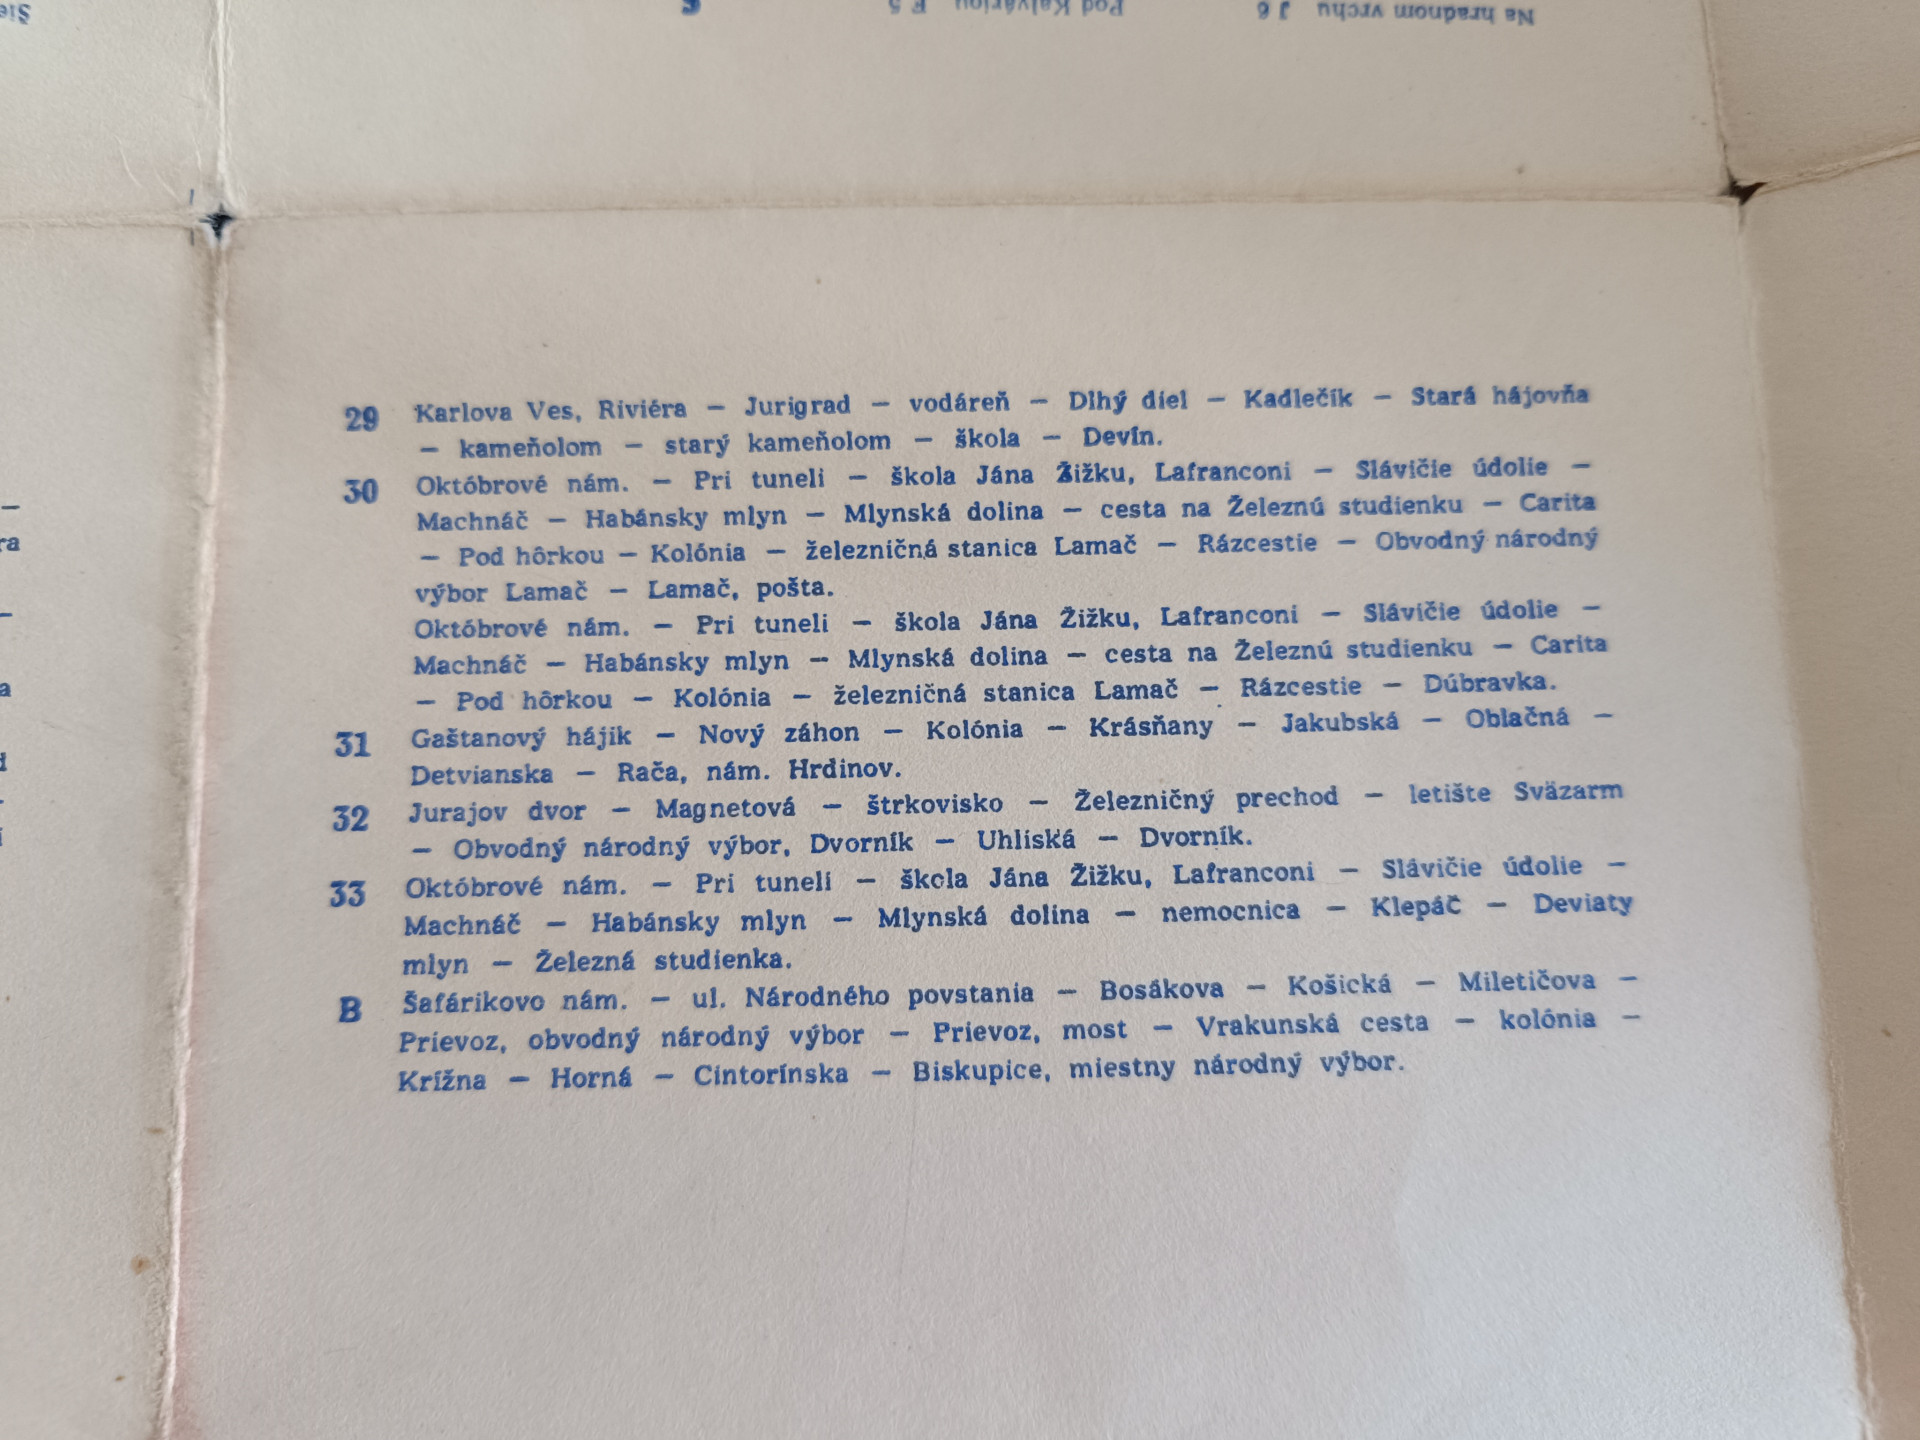 Na hradnom vrchu J 6
Pod Kalváriou F 5
29 Karlova Ves, Riviéra — Jurigrad — vodáreň — Dlhý diel — Kadlečík — Stará hájovňa
— kameňolom — starý kameňolom — škola — Devín.
30 Októbrové nám. — Pri tuneli — škola Jána Žižku, Lafranconi — Slávičie údolie —
Machnáč — Habánsky mlyn — Mlynská dolina — cesta na Železnú studienku — Carita
— Pod hôrkou — Kolónia — železničná stanica Lamač — Rázcestie — Obvodný národný
výbor Lamač — Lamač, pošta.
Októbrové nám. — Pri tuneli — škola Jána Žižku, Lafranconi — Slávičie údolie —
Machnáč — Habánsky mlyn — Mlynská dolina — cesta na Železnú studienku — Carita
— Pod hôrkou — Kolónia — železničná stanica Lamač — Rázcestie — Dúbravka.
31 Gaštanový hájik — Nový záhon — Kolónia — Krásňany — Jakubská — Oblačná —
Detvianska — Rača, nám. Hrdinov.
32 Jurajov dvor — Magnetová — štrkovisko — Železničný prechod — letište Sväzarm
— Obvodný národný výbor, Dvorník — Uhliská — Dvorník.
33 Októbrové nám. — Pri tuneli — škola Jána Žižku, Lafranconi — Slávičie údolie —
Machnáč — Habánsky mlyn — Mlynská dolina — nemocnica — Klepáč — Deviaty
mlyn — Železná studienka.
B Šafárikovo nám. — ul. Národného povstania — Bosákova — Košická — Miletičova —
Prievoz, obvodný národný výbor — Prievoz, most — Vrakunská cesta — kolónia —
Krížna — Horná — Cintorínska — Biskupice, miestny národný výbor.